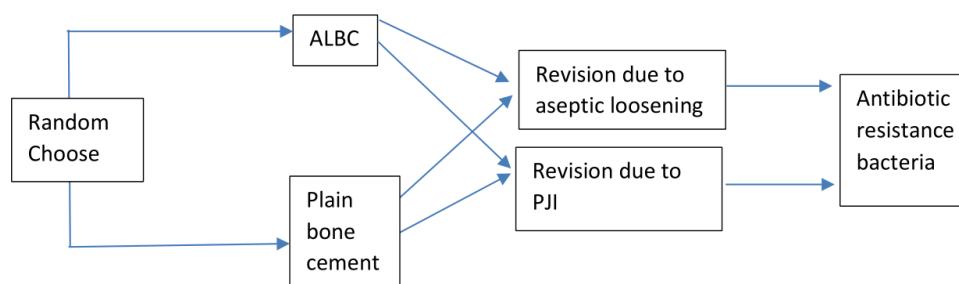 ALBC
Random
Choose
Plain
bone
cement
Revision due to
aseptic loosening
Revision due to
PJI
Antibiotic
resistance
bacteria